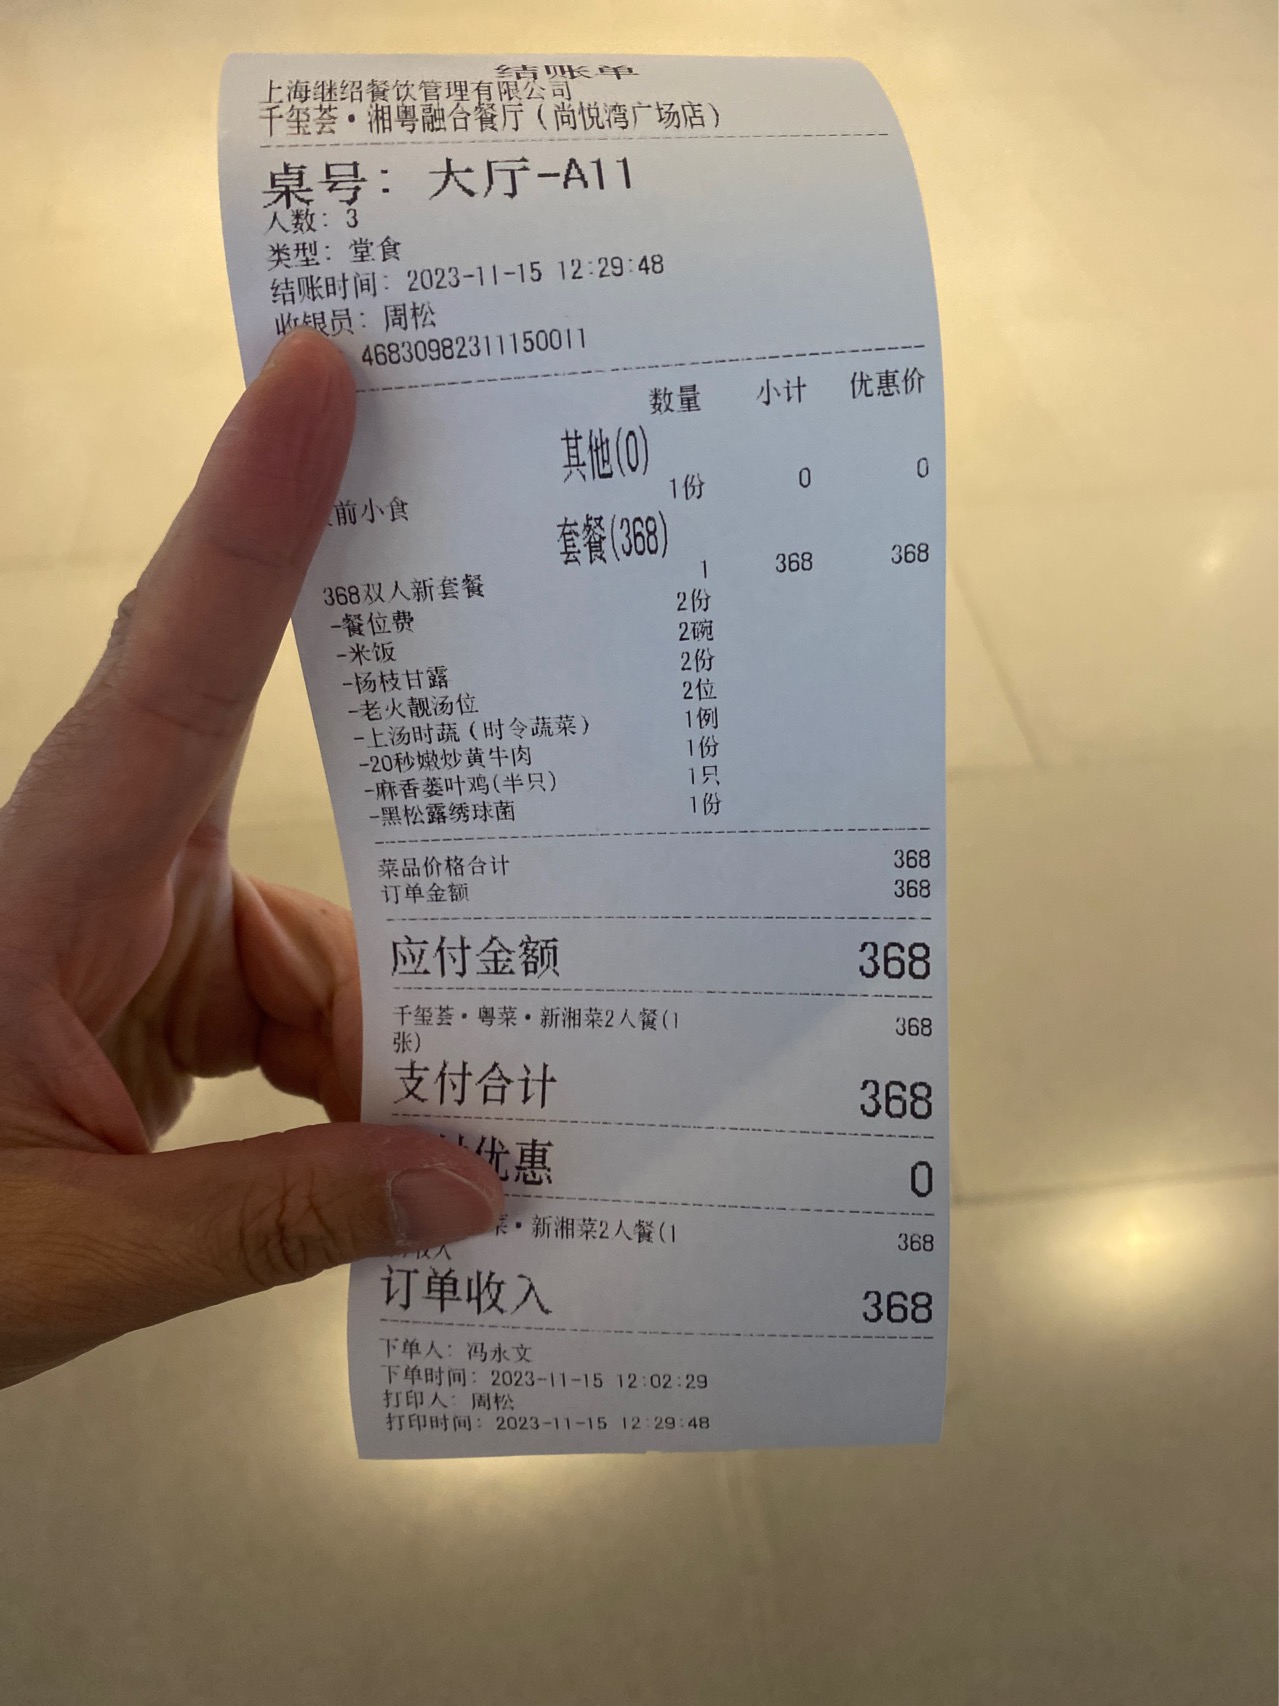 结账单
上海继绍餐饮管理有限公司
千玺荟·湘粤融合餐厅(尚悦湾广场店)
桌号: 大厅-A11
人数: 3
类型: 堂食
结账时间: 2023-11-15 12:29:48
收银员: 周松
46830982311150011
数量 小计 优惠价
其他(0)
前小食 1份 0 0
套餐(368)
368双人新套餐 1 368 368
-餐位费 2份
-米饭 2碗
-杨枝甘露 2份
-老火靓汤位 2位
-上汤时蔬(时令蔬菜) 1例
-20秒嫩炒黄牛肉 1份
-麻香蒌叶鸡(半只) 1只
-黑松露绣球菌 1份
菜品价格合计 368
订单金额 368
应付金额 368
千玺荟·粤菜·新湘菜2人餐(1 368
张)
支付合计 368
优惠 0
菜·新湘菜2人餐(1 368
收入
订单收入 368
下单人: 冯永文
下单时间: 2023-11-15 12:02:29
打印人: 周松
打印时间: 2023-11-15 12:29:48